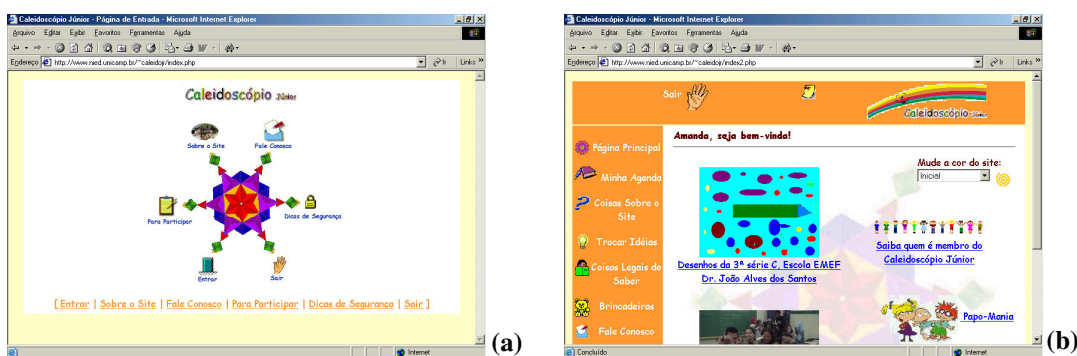 Caleidoscópio Júnior - Página de Entrada - Microsoft Internet Explorer
Arquivo Editar Exibir Favoritos Ferramentas Ajuda
Endereço http://www.nied.unicamp.br/~caleidojr/index.php Ir Links »
Caleidoscópio Júnior
Sobre o Site Fale Conosco
Para Participar Dicas de Segurança
Entrar Sair
[ Entrar | Sobre o Site | Fale Conosco | Para Participar | Dicas de Segurança | Sair ]
Internet
(a)
Caleidoscópio Júnior - Microsoft Internet Explorer
Arquivo Editar Exibir Favoritos Ferramentas Ajuda
Endereço http://www.nied.unicamp.br/~caleidojr/index2.php Ir Links »
Sair
Caleidoscópio Júnior
Página Principal
Minha Agenda
Coisas Sobre o
Site
Trocar Idéias
Coisas Legais de
Saber
Brincadeiras
Fale Conosco
Amanda, seja bem-vinda!
Mude a cor do site:
Inicial
Desenhos da 3ª série C, Escola EMEF
Dr. João Alves dos Santos
Saiba quem é membro do
Caleidoscópio Júnior
Papo-Mania
Concluído Internet
(b)